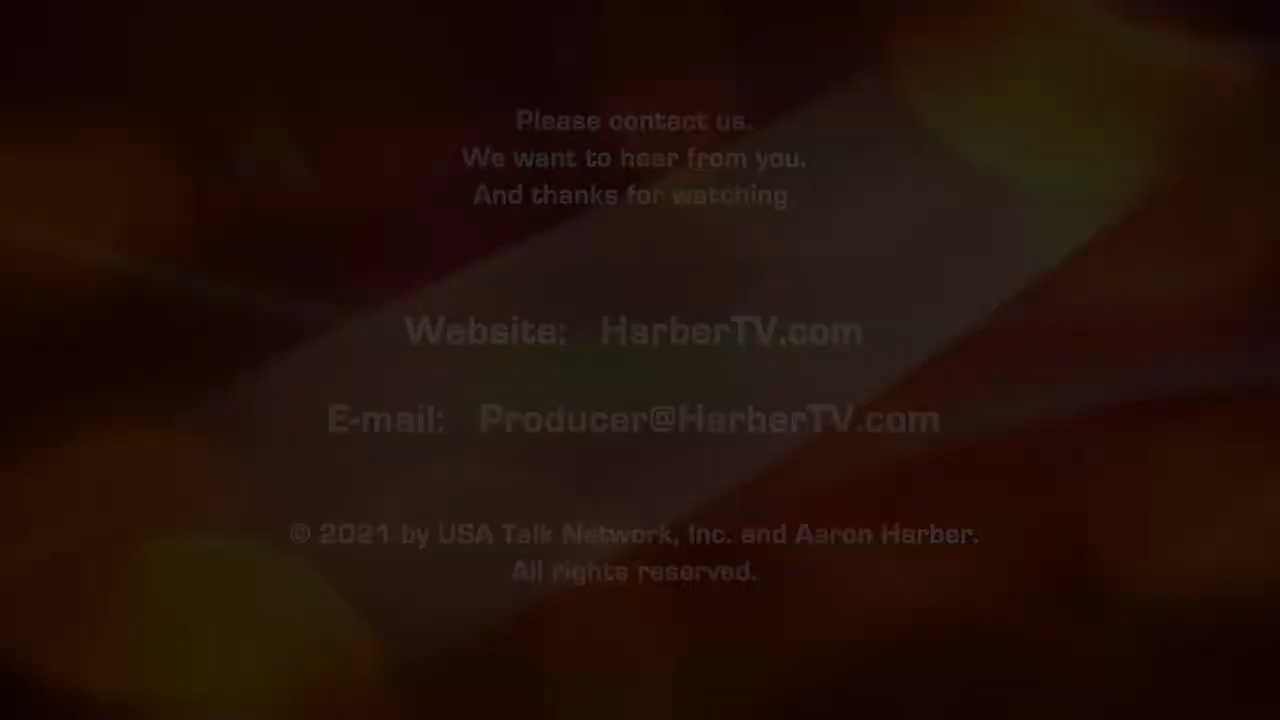 Please contact us.
We want to hear from you.
And thanks for watching
Website: HarberTV.com
E-mail: Producer@HarberTV.com
© 2021 by USA Talk Network, Inc. and Aaron Harber.
All rights reserved.